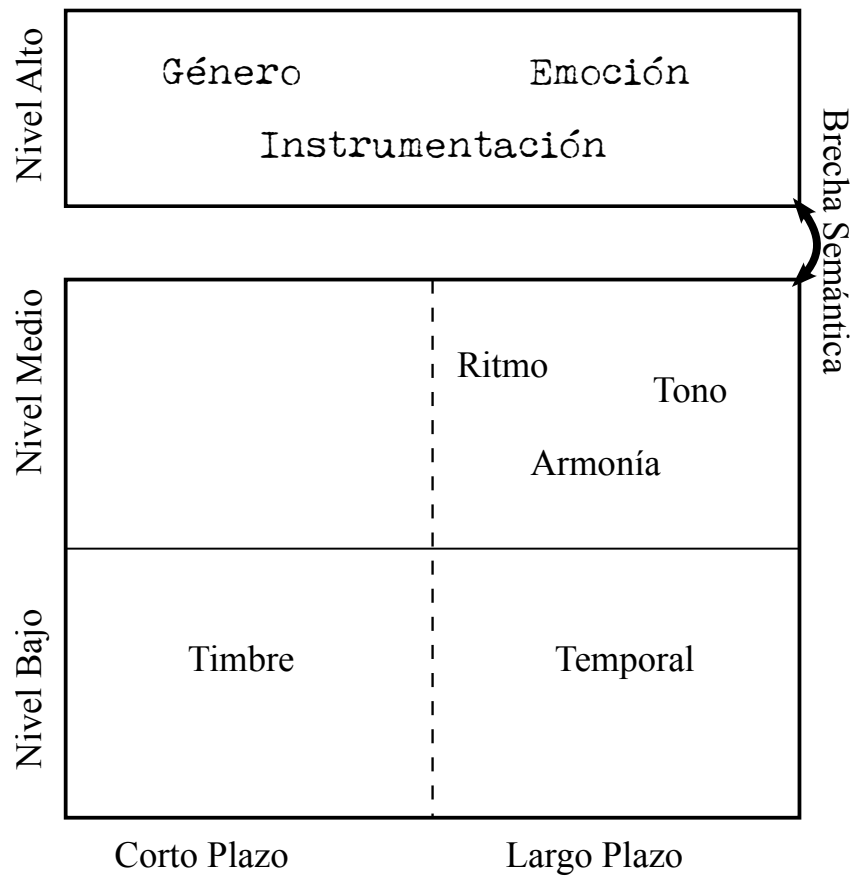 Nivel Alto
Género
Emoción
Instrumentación
Brecha Semántica
Nivel Medio
Ritmo
Tono
Armonía
Nivel Bajo
Timbre
Temporal
Corto Plazo
Largo Plazo